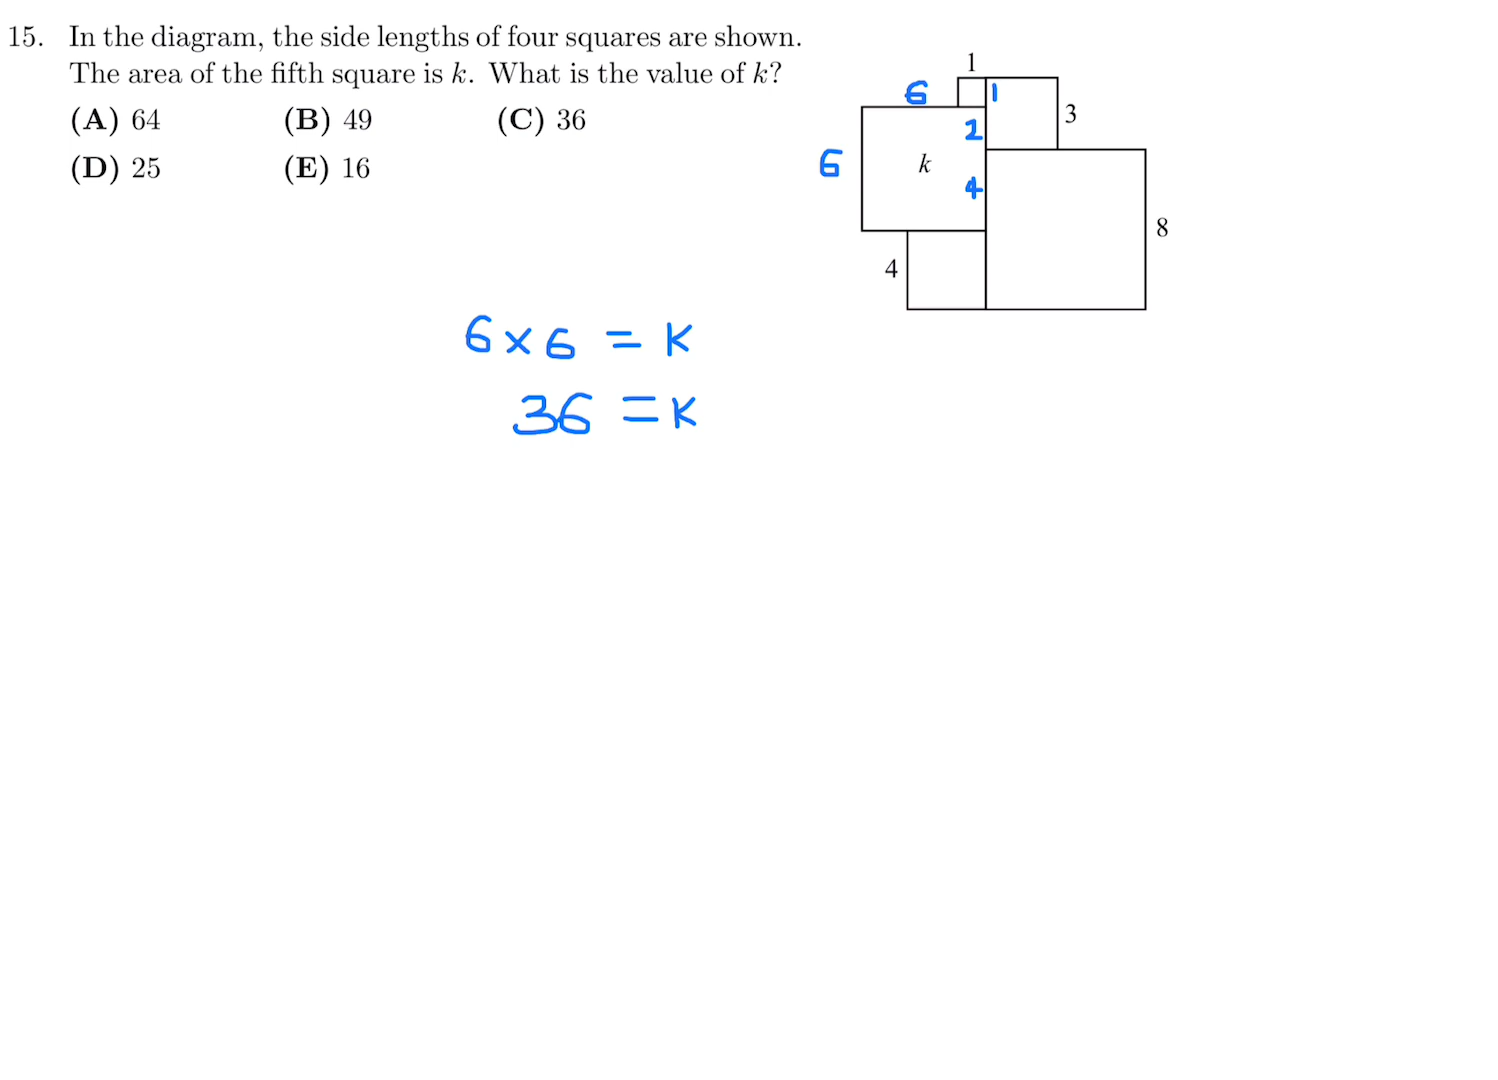 15. In the diagram, the side lengths of four squares are shown.
The area of the fifth square is k. What is the value of k?
(A) 64 (B) 49 (C) 36
(D) 25 (E) 16
1
6 1
3
2
6 k
4
8
4
6 × 6 = k
36 = k